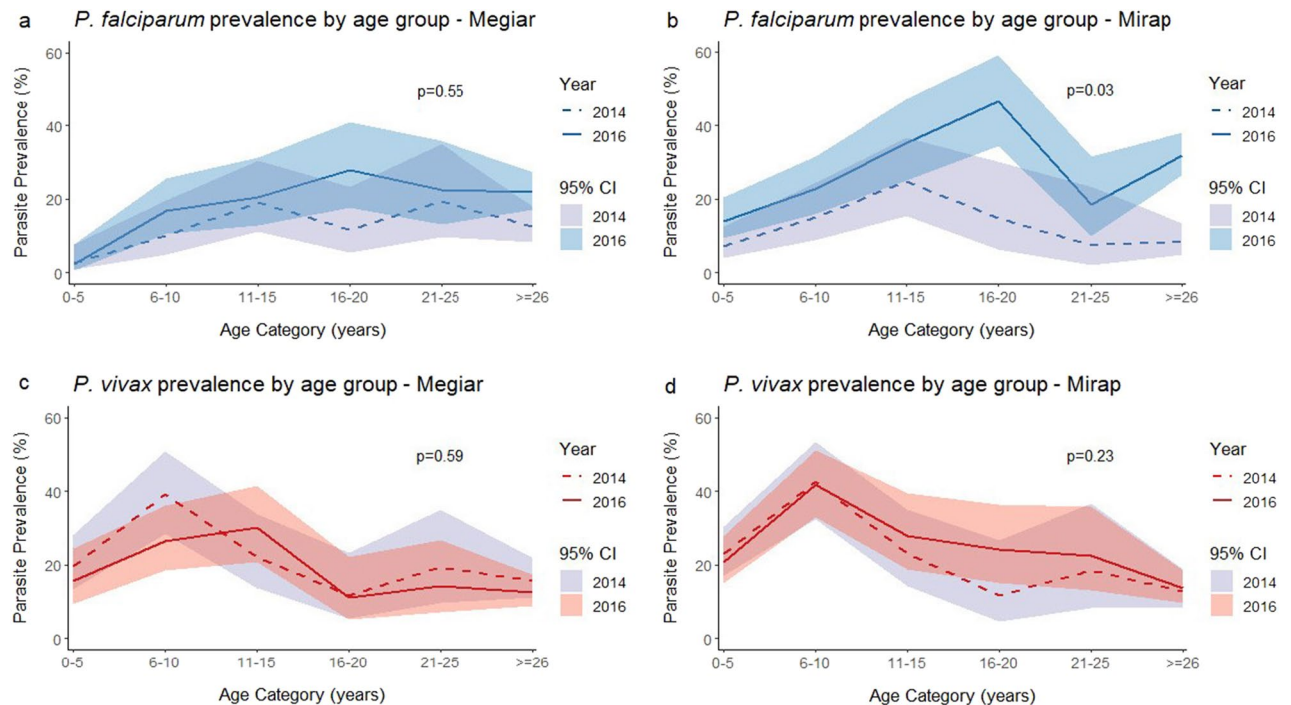 a P. falciparum prevalence by age group - Megiar
Parasite Prevalence (%)
60
40
20
0
p=0.55
0-5 6-10 11-15 16-20 21-25 >=26
Age Category (years)
Year
2014
2016
95% CI
2014
2016
b P. falciparum prevalence by age group - Mirap
Parasite Prevalence (%)
60
40
20
0
p=0.03
0-5 6-10 11-15 16-20 21-25 >=26
Age Category (years)
Year
2014
2016
95% CI
2014
2016
c P. vivax prevalence by age group - Megiar
Parasite Prevalence (%)
60
40
20
0
p=0.59
0-5 6-10 11-15 16-20 21-25 >=26
Age Category (years)
Year
2014
2016
95% CI
2014
2016
d P. vivax prevalence by age group - Mirap
Parasite Prevalence (%)
60
40
20
0
p=0.23
0-5 6-10 11-15 16-20 21-25 >=26
Age Category (years)
Year
2014
2016
95% CI
2014
2016